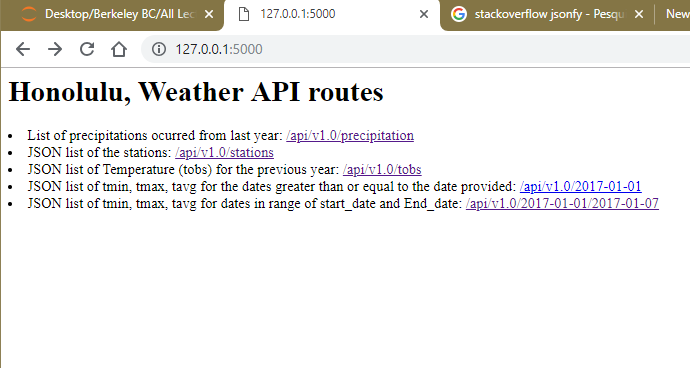 Desktop/Berkeley BC/All Lec
127.0.0.1:5000
stackoverflow jsonfy - Pesqu
New
127.0.0.1:5000
Honolulu, Weather API routes
• List of precipitations ocurred from last year: /api/v1.0/precipitation
• JSON list of the stations: /api/v1.0/stations
• JSON list of Temperature (tobs) for the previous year: /api/v1.0/tobs
• JSON list of tmin, tmax, tavg for the dates greater than or equal to the date provided: /api/v1.0/2017-01-01
• JSON list of tmin, tmax, tavg for dates in range of start_date and End_date: /api/v1.0/2017-01-01/2017-01-07